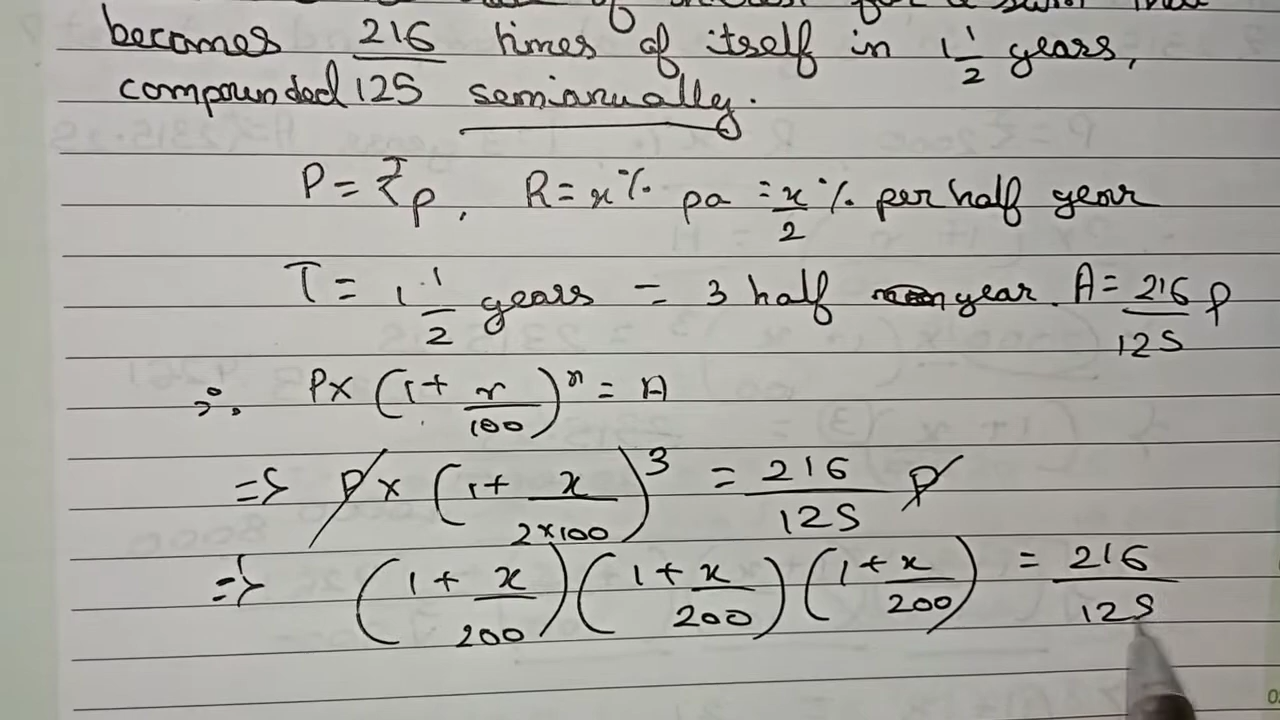 becomes 216/125 times of itself in 1 1/2 years,
compounded semianually.
P = ₹p, R = x% pa = x/2 % per half year
T = 1 1/2 years = 3 half year. A = 216/125 p
∴ P× (1 + r/100)^n = A
=> p × (1 + x/2×100)^3 = 216/125 p
=> (1 + x/200)(1 + x/200)(1 + x/200) = 216/125